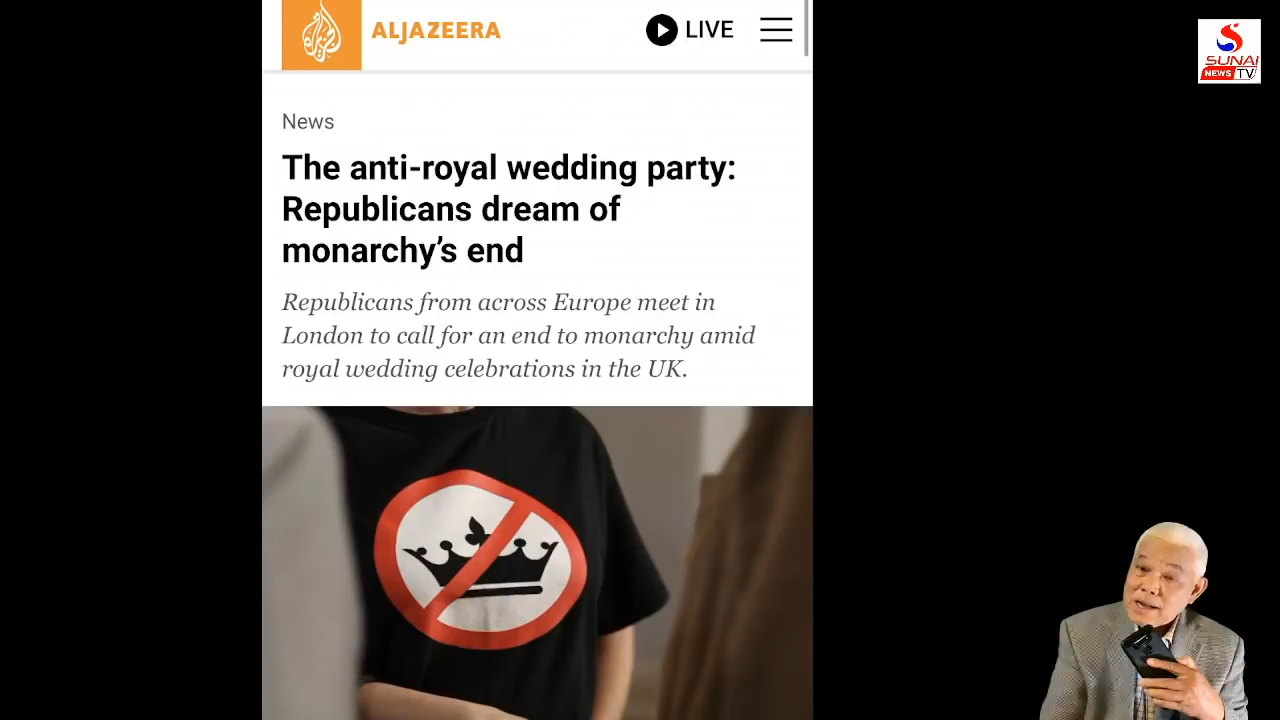 ALJAZEERA
LIVE
SUNAI
NEWS TV
News
The anti-royal wedding party:
Republicans dream of
monarchy’s end
Republicans from across Europe meet in
London to call for an end to monarchy amid
royal wedding celebrations in the UK.